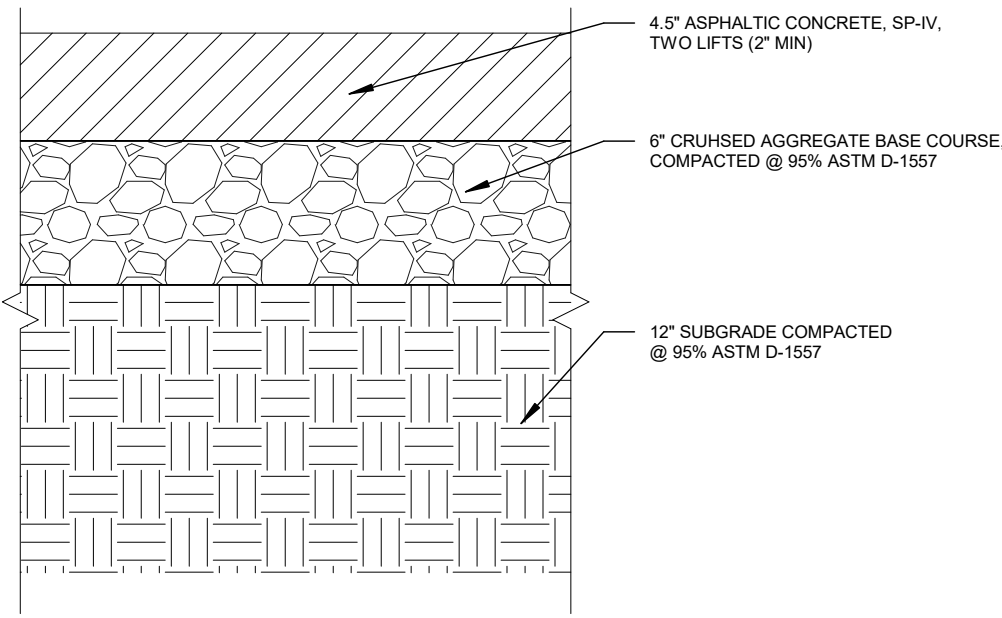 4.5" ASPHALTIC CONCRETE, SP-IV,
TWO LIFTS (2" MIN)
6" CRUHSED AGGREGATE BASE COURSE,
COMPACTED @ 95% ASTM D-1557
12" SUBGRADE COMPACTED
@ 95% ASTM D-1557